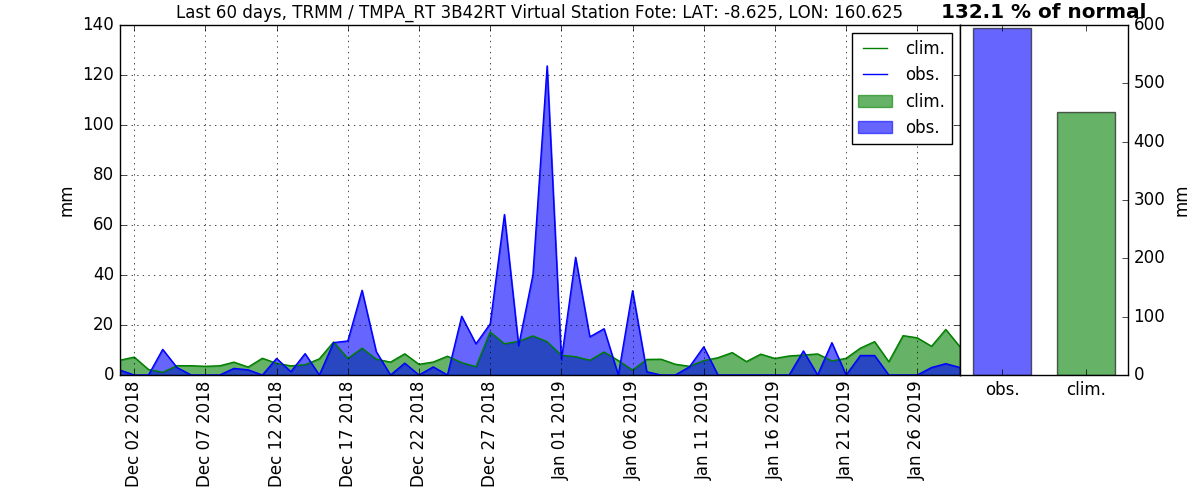 Last 60 days, TRMM / TMPA_RT 3B42RT Virtual Station Fote: LAT: -8.625, LON: 160.625
132.1 % of normal
140
120
100
80
60
40
20
0
mm
clim.
obs.
clim.
obs.
600
500
400
300
200
100
0
mm
Dec 02 2018
Dec 07 2018
Dec 12 2018
Dec 17 2018
Dec 22 2018
Dec 27 2018
Jan 01 2019
Jan 06 2019
Jan 11 2019
Jan 16 2019
Jan 21 2019
Jan 26 2019
obs.
clim.